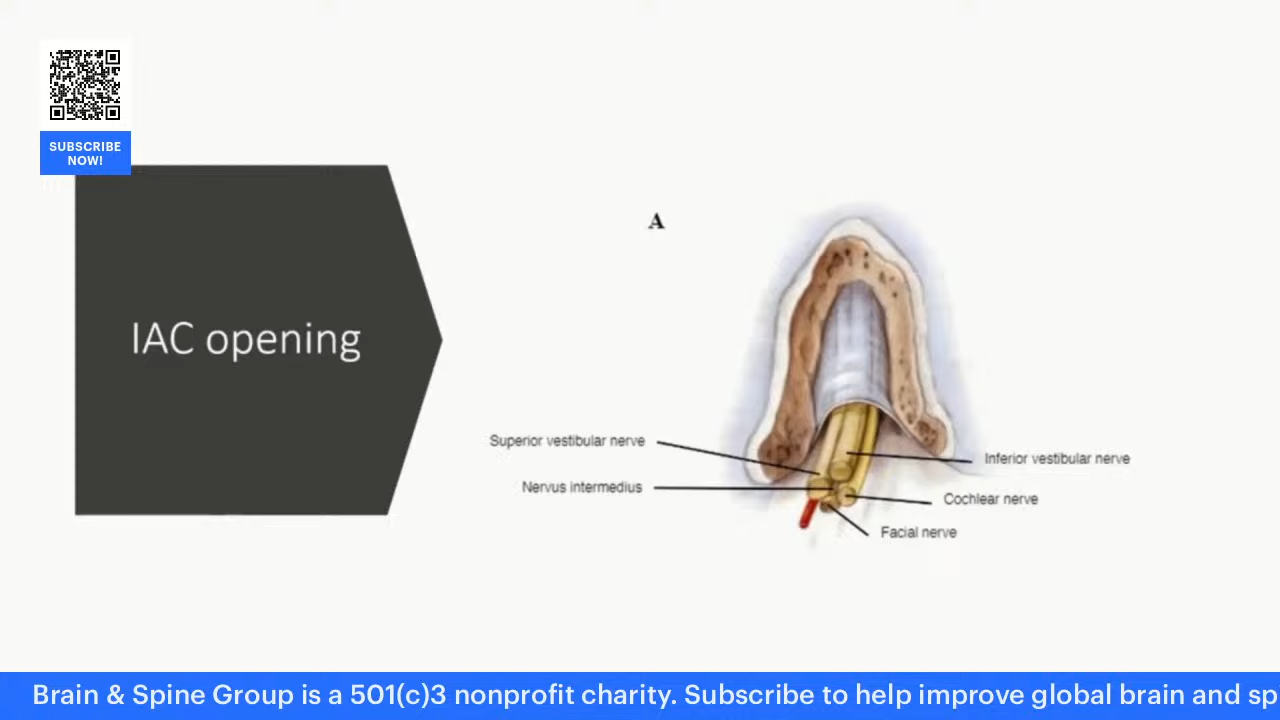 SUBSCRIBE
NOW!
IAC opening
A
Superior vestibular nerve
Nervus intermedius
Inferior vestibular nerve
Cochlear nerve
Facial nerve
Brain & Spine Group is a 501(c)3 nonprofit charity. Subscribe to help improve global brain and sp